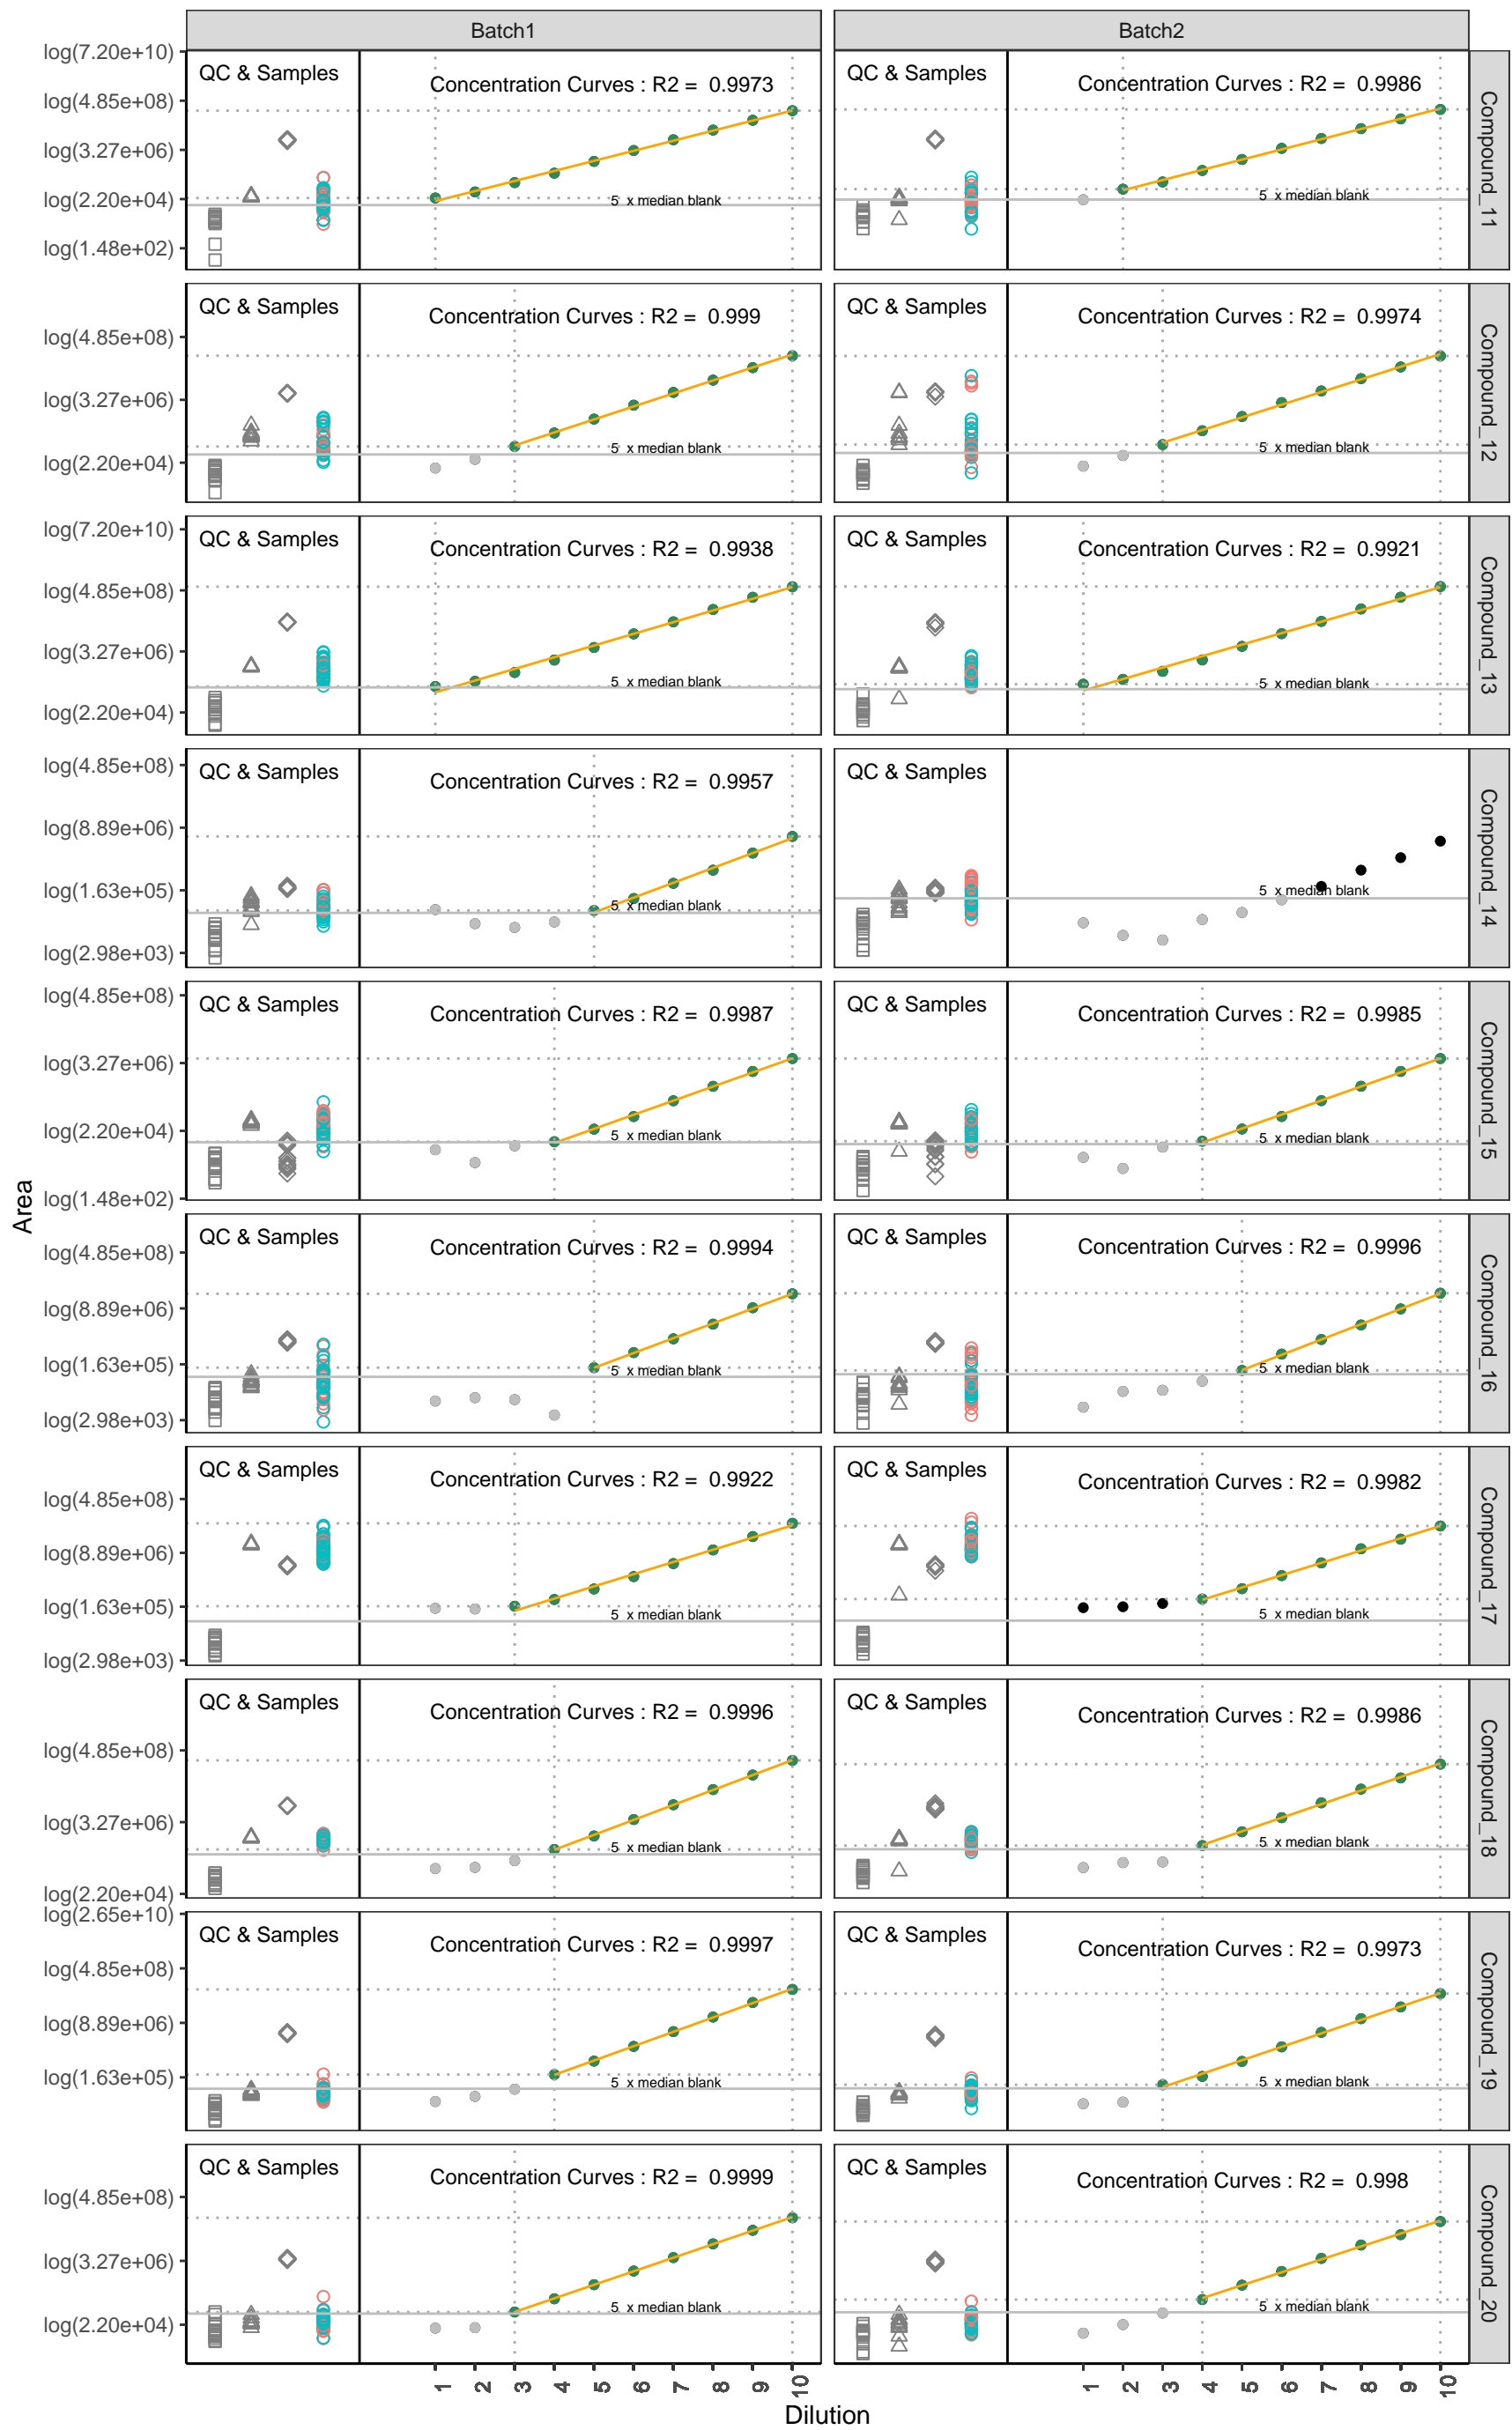 Batch1
Batch2
log(7.20e+10)
log(4.85e+08)
log(3.27e+06)
log(2.20e+04)
log(1.48e+02)
QC & Samples
Concentration Curves : R2 = 0.9973
5 x median blank
QC & Samples
Concentration Curves : R2 = 0.9986
5 x median blank
Compound_11
log(4.85e+08)
log(3.27e+06)
log(2.20e+04)
QC & Samples
Concentration Curves : R2 = 0.999
5 x median blank
QC & Samples
Concentration Curves : R2 = 0.9974
5 x median blank
Compound_12
log(7.20e+10)
log(4.85e+08)
log(3.27e+06)
log(2.20e+04)
QC & Samples
Concentration Curves : R2 = 0.9938
5 x median blank
QC & Samples
Concentration Curves : R2 = 0.9921
5 x median blank
Compound_13
log(4.85e+08)
log(8.89e+06)
log(1.63e+05)
log(2.98e+03)
QC & Samples
Concentration Curves : R2 = 0.9957
5 x median blank
QC & Samples
5 x median blank
Compound_14
log(4.85e+08)
log(3.27e+06)
log(2.20e+04)
log(1.48e+02)
QC & Samples
Concentration Curves : R2 = 0.9987
5 x median blank
QC & Samples
Concentration Curves : R2 = 0.9985
5 x median blank
Compound_15
Area
log(4.85e+08)
log(8.89e+06)
log(1.63e+05)
log(2.98e+03)
QC & Samples
Concentration Curves : R2 = 0.9994
5 x median blank
QC & Samples
Concentration Curves : R2 = 0.9996
5 x median blank
Compound_16
log(4.85e+08)
log(8.89e+06)
log(1.63e+05)
log(2.98e+03)
QC & Samples
Concentration Curves : R2 = 0.9922
5 x median blank
QC & Samples
Concentration Curves : R2 = 0.9982
5 x median blank
Compound_17
log(4.85e+08)
log(3.27e+06)
log(2.20e+04)
QC & Samples
Concentration Curves : R2 = 0.9996
5 x median blank
QC & Samples
Concentration Curves : R2 = 0.9986
5 x median blank
Compound_18
log(2.65e+10)
log(4.85e+08)
log(8.89e+06)
log(1.63e+05)
QC & Samples
Concentration Curves : R2 = 0.9997
5 x median blank
QC & Samples
Concentration Curves : R2 = 0.9973
5 x median blank
Compound_19
log(4.85e+08)
log(3.27e+06)
log(2.20e+04)
QC & Samples
Concentration Curves : R2 = 0.9999
5 x median blank
QC & Samples
Concentration Curves : R2 = 0.998
5 x median blank
Compound_20
1 2 3 4 5 6 7 8 9 10
1 2 3 4 5 6 7 8 9 10
Dilution